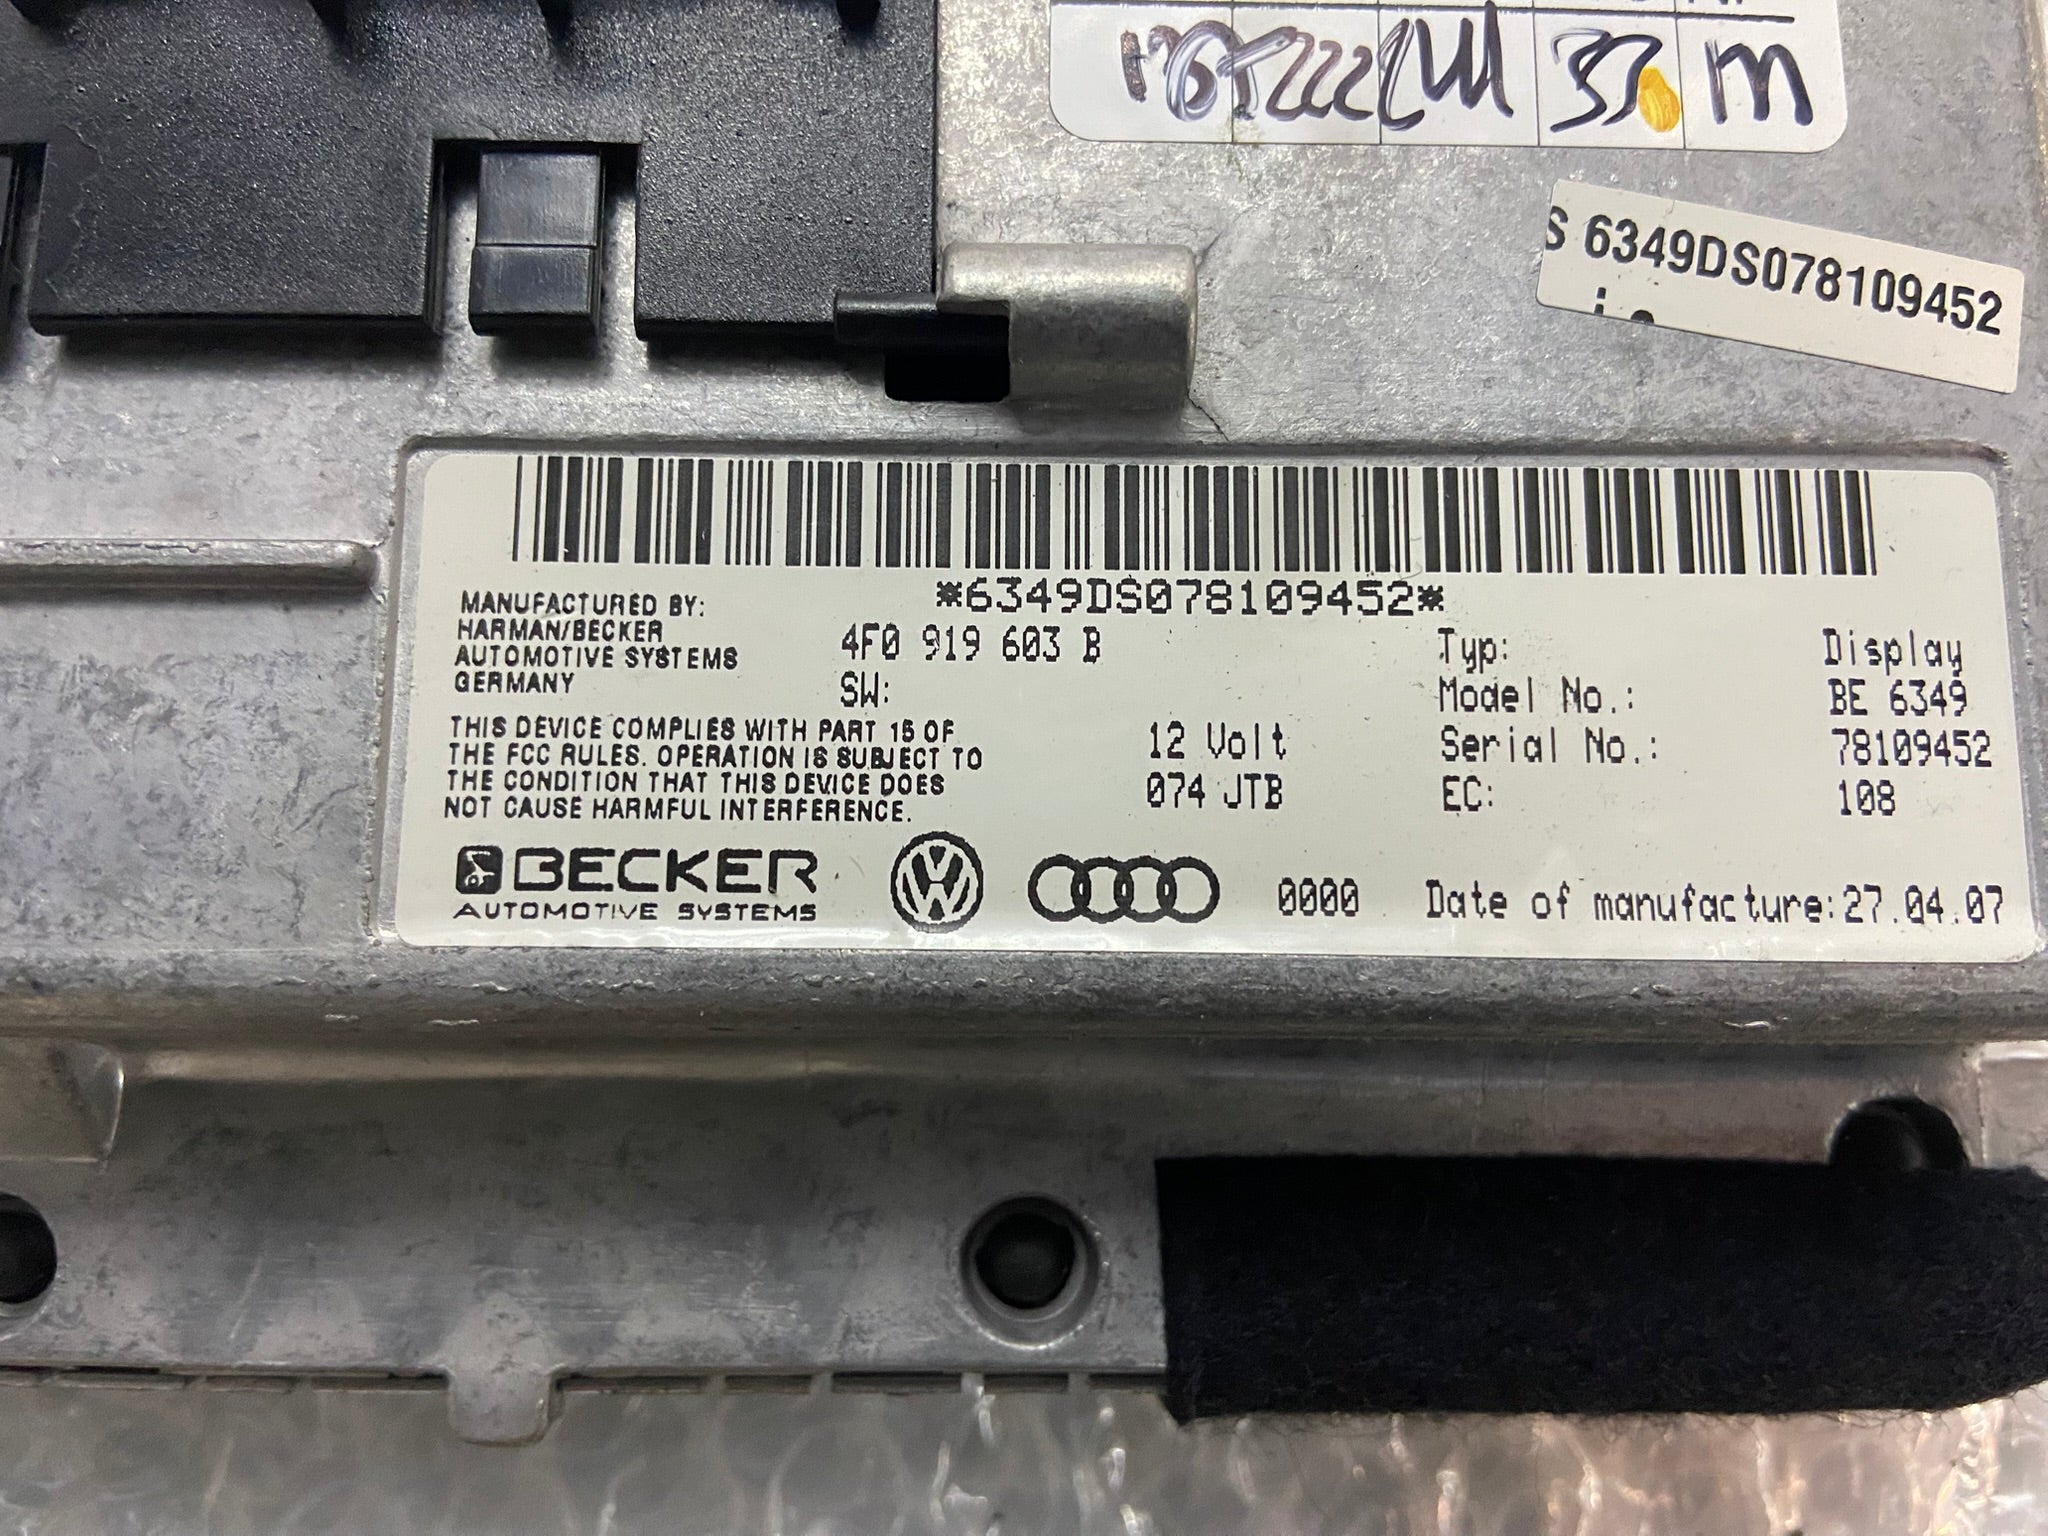 33 m
S 6349DS078109452
*6349DS078109452*
MANUFACTURED BY:
HARMAN/BECKER
AUTOMOTIVE SYSTEMS
GERMANY
4F0 919 603 B
SW:
Typ: Display
Model No.: BE 6349
THIS DEVICE COMPLIES WITH PART 15 OF
THE FCC RULES. OPERATION IS SUBJECT TO
THE CONDITION THAT THIS DEVICE DOES
NOT CAUSE HARMFUL INTERFERENCE.
12 Volt
074 JTB
Serial No.: 78109452
EC: 108
BECKER
AUTOMOTIVE SYSTEMS
0000
Date of manufacture:27.04.07